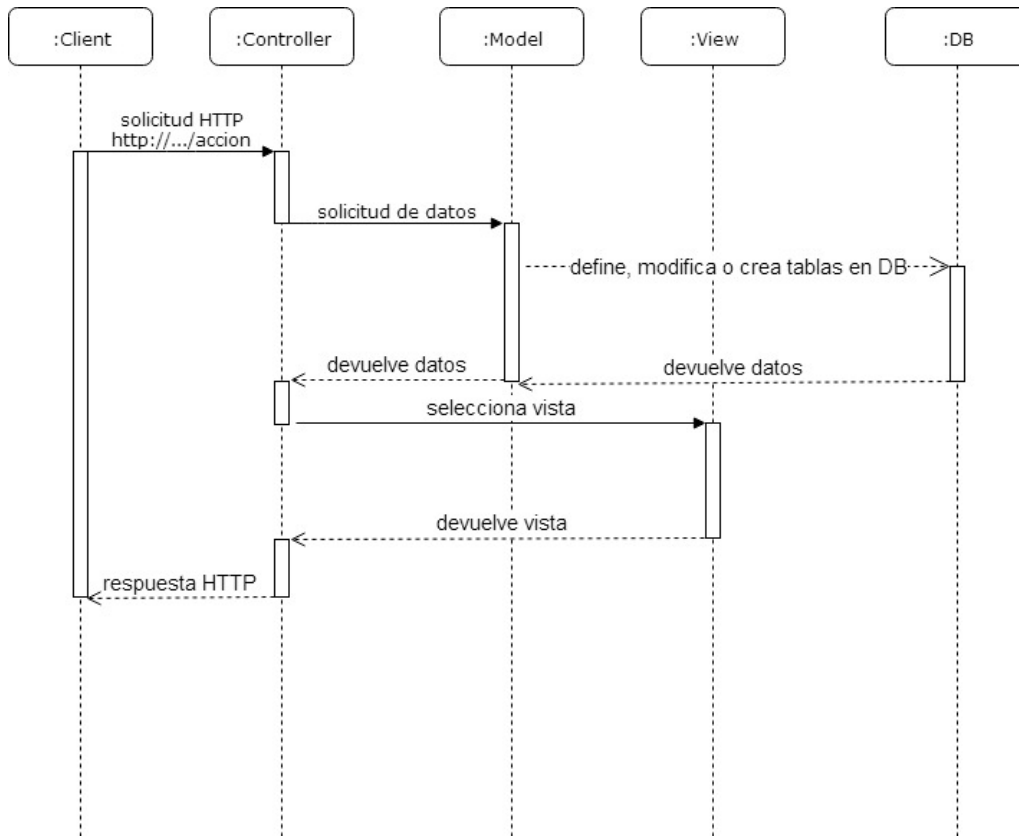 :Client
:Controller
:Model
:View
:DB
solicitud HTTP
http://.../accion
solicitud de datos
define, modifica o crea tablas en DB
devuelve datos
devuelve datos
selecciona vista
devuelve vista
respuesta HTTP